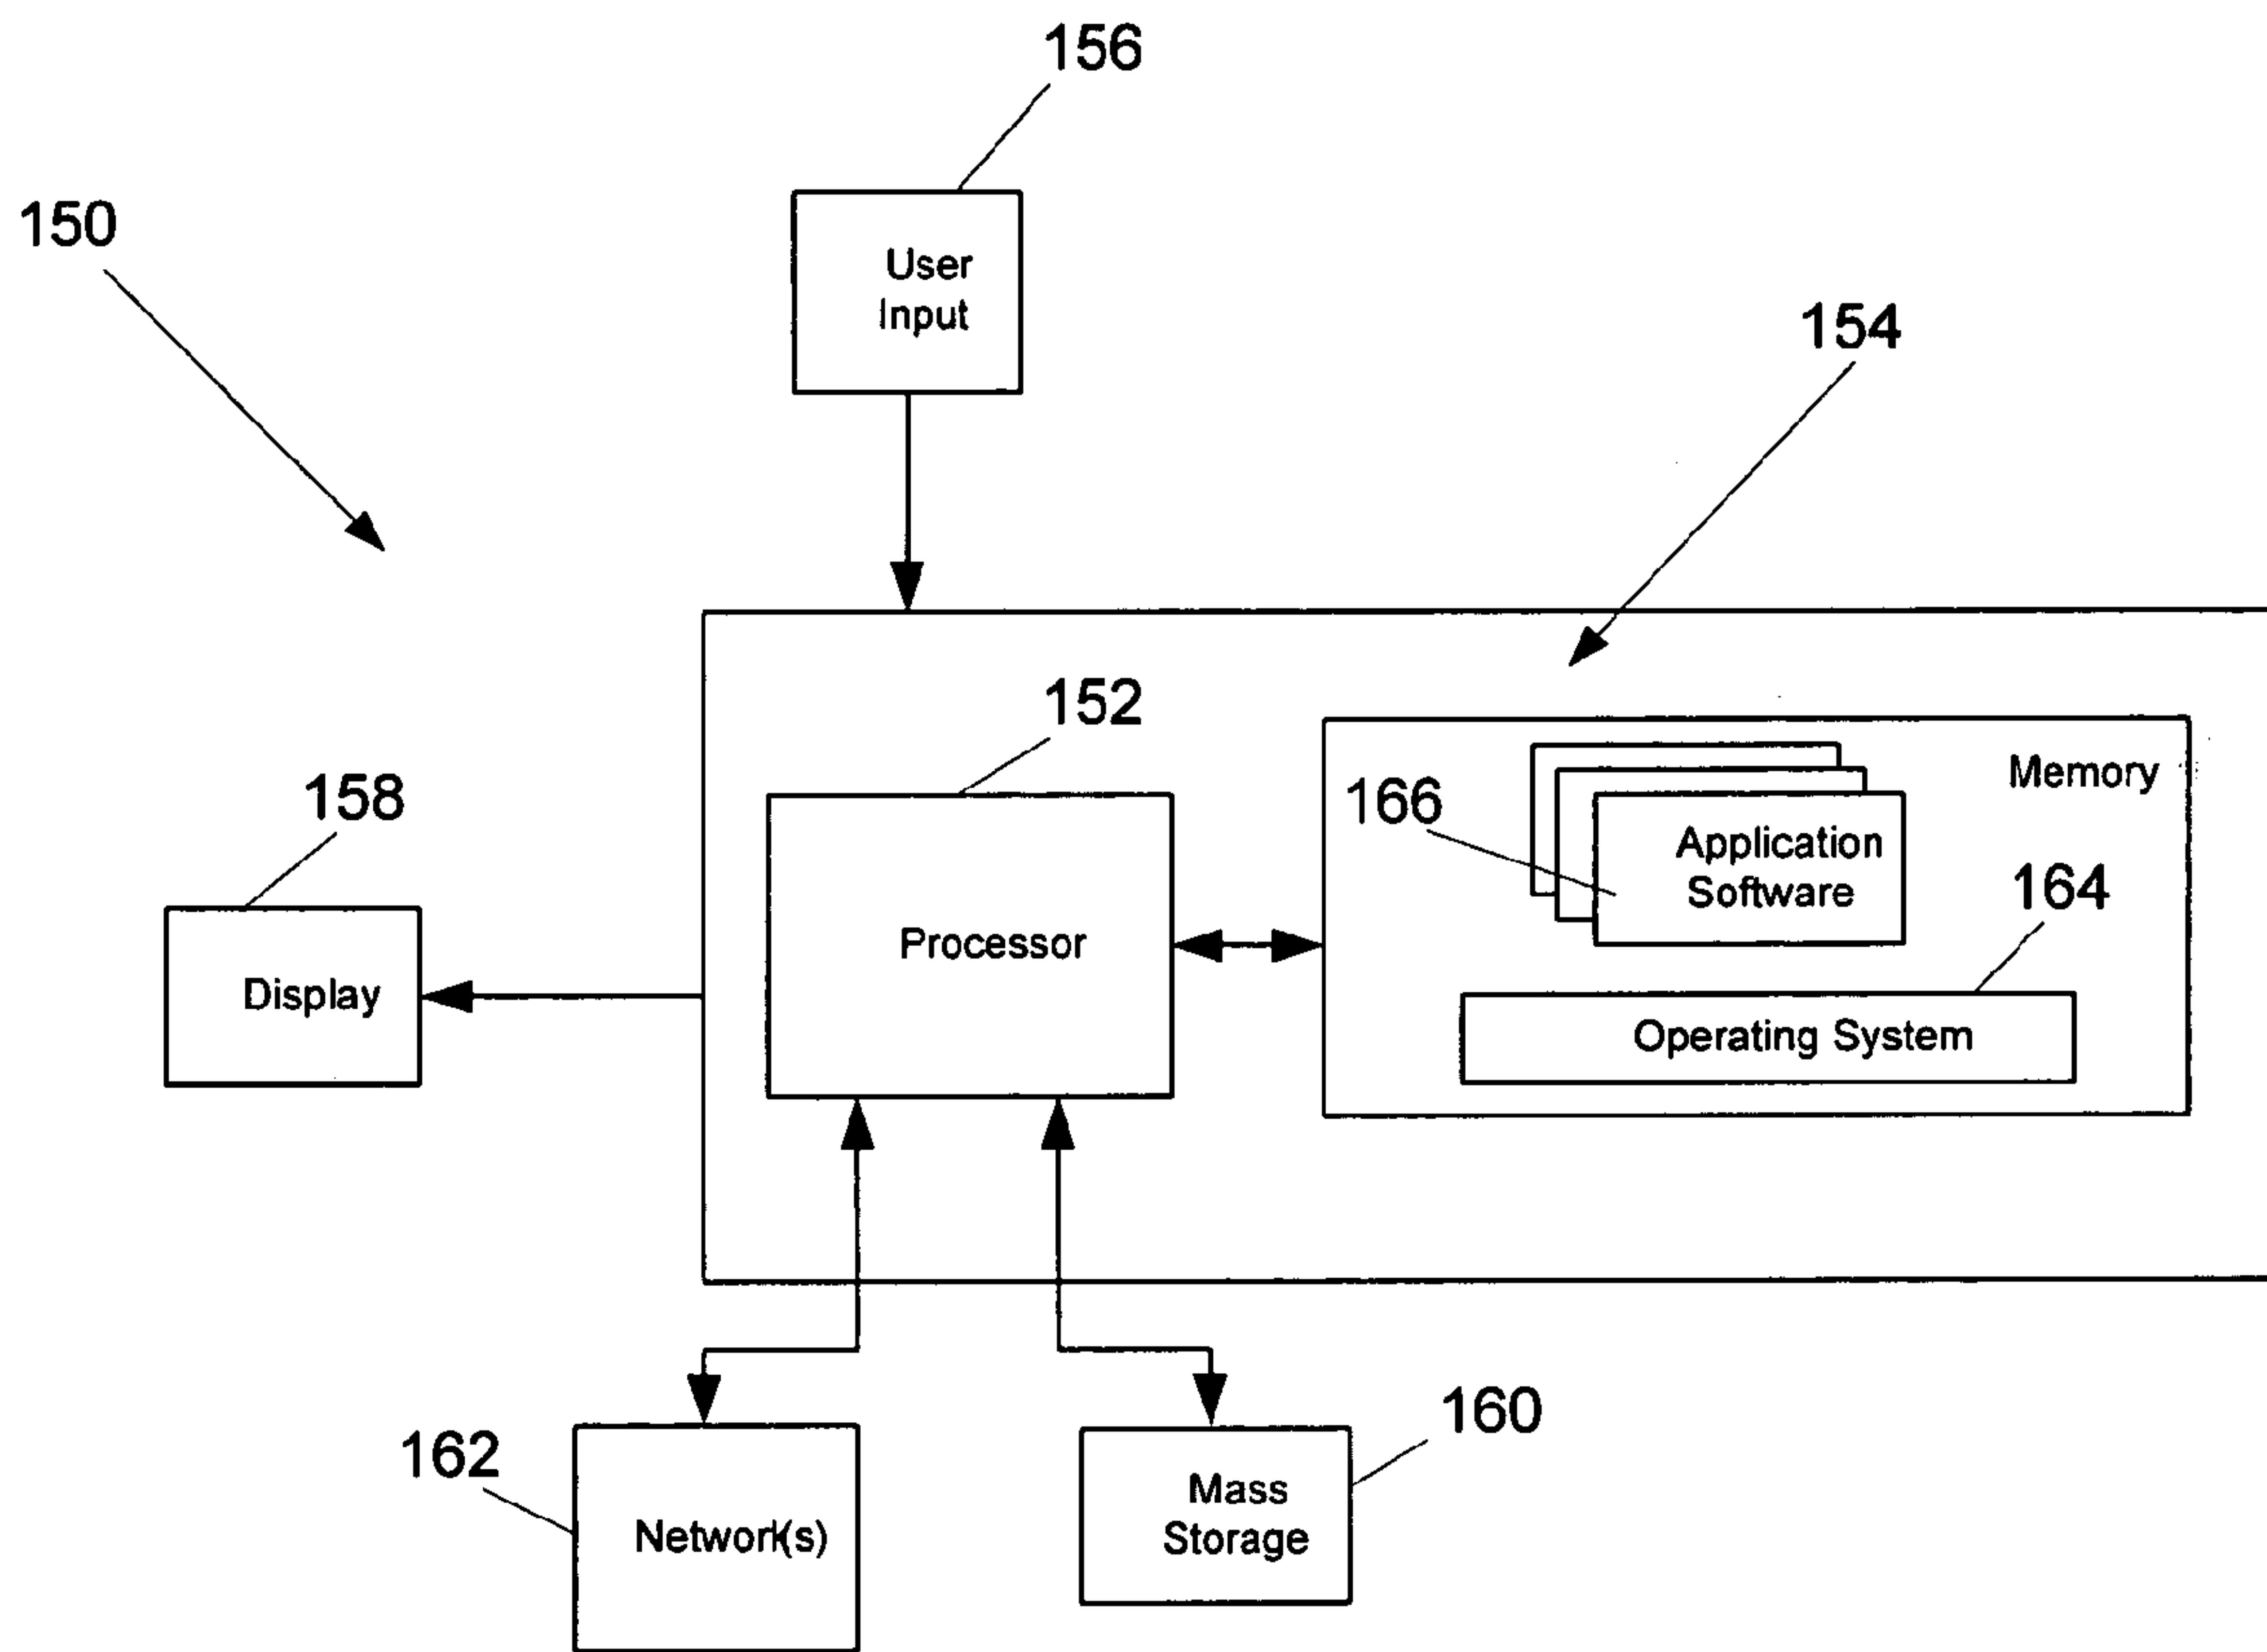 156
150
User
Input
154
152
Memory
158
166
Application
Software
164
Processor
Display
Operating System
160
162
Mass
Storage
Network(s)